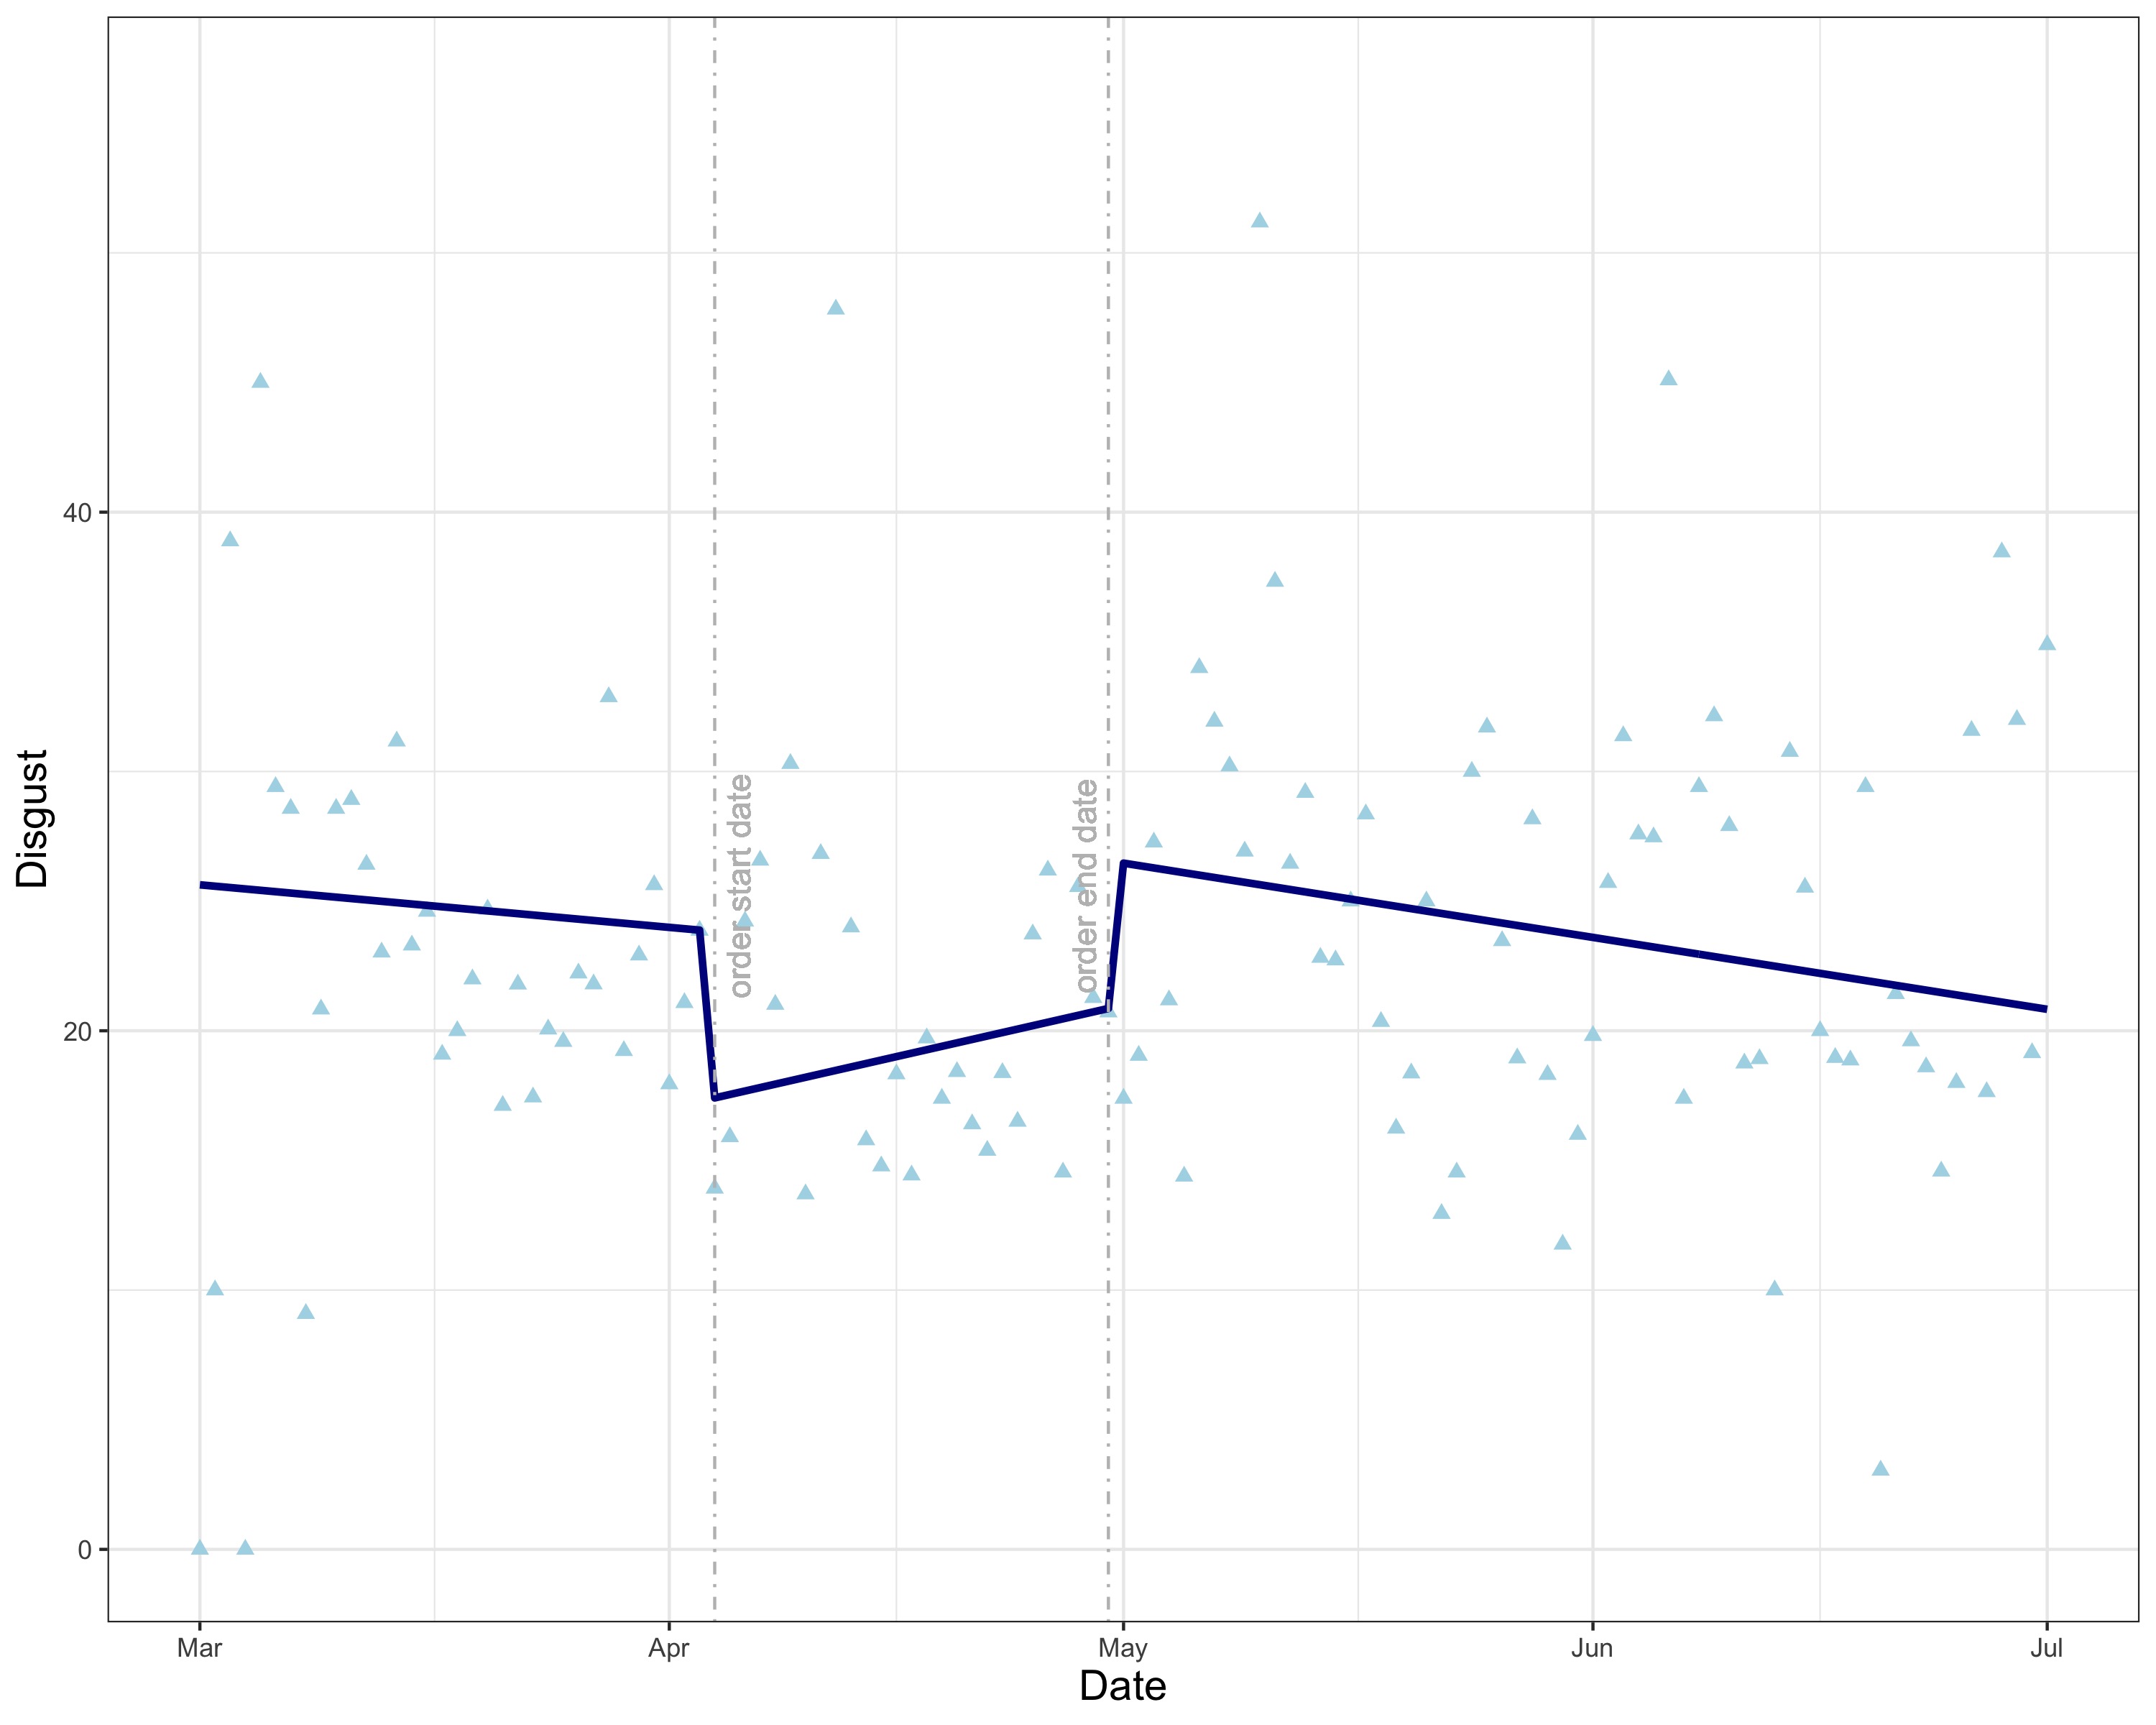 Disgust
40
20
0
order start date
order end date
Mar
Apr
May
Jun
Jul
Date